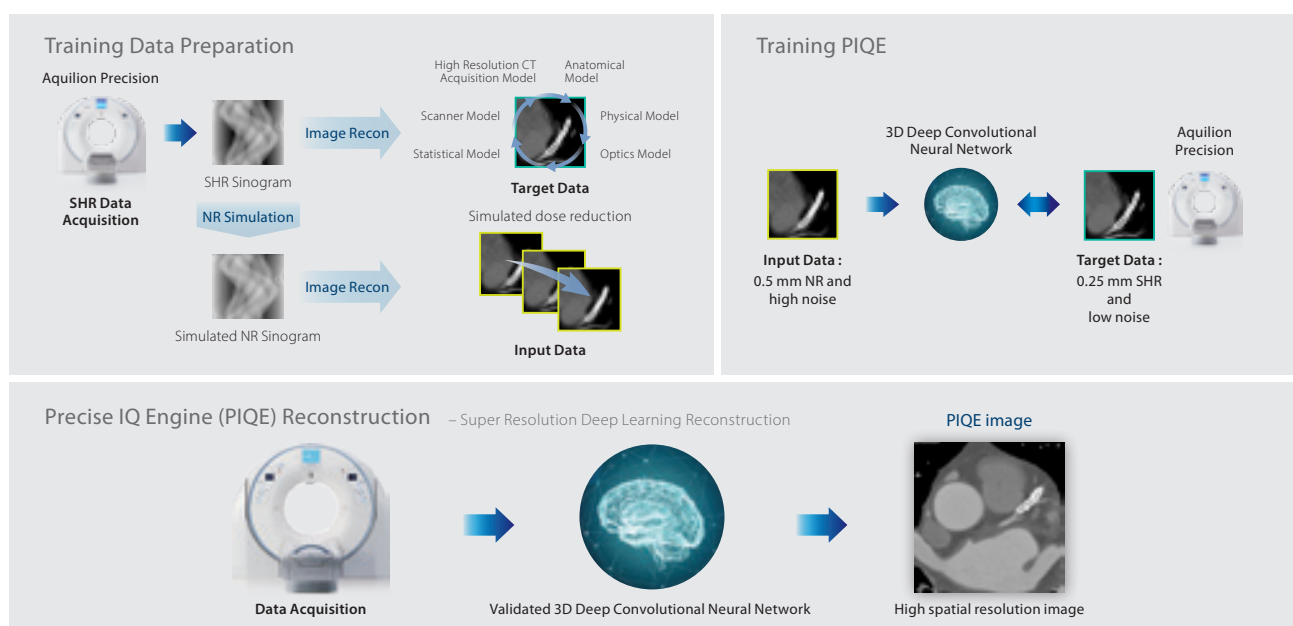 Training Data Preparation
Aquilion Precision
SHR Data
Acquisition
SHR Sinogram
Image Recon
High Resolution CT
Acquisition Model
Anatomical
Model
Scanner Model
Physical Model
Statistical Model
Optics Model
Target Data
NR Simulation
Simulated NR Sinogram
Image Recon
Simulated dose reduction
Input Data
Training PIQE
Input Data :
0.5 mm NR and
high noise
3D Deep Convolutional
Neural Network
Aquilion
Precision
Target Data :
0.25 mm SHR
and
low noise
Precise IQ Engine (PIQE) Reconstruction – Super Resolution Deep Learning Reconstruction
Data Acquisition
Validated 3D Deep Convolutional Neural Network
PIQE image
High spatial resolution image